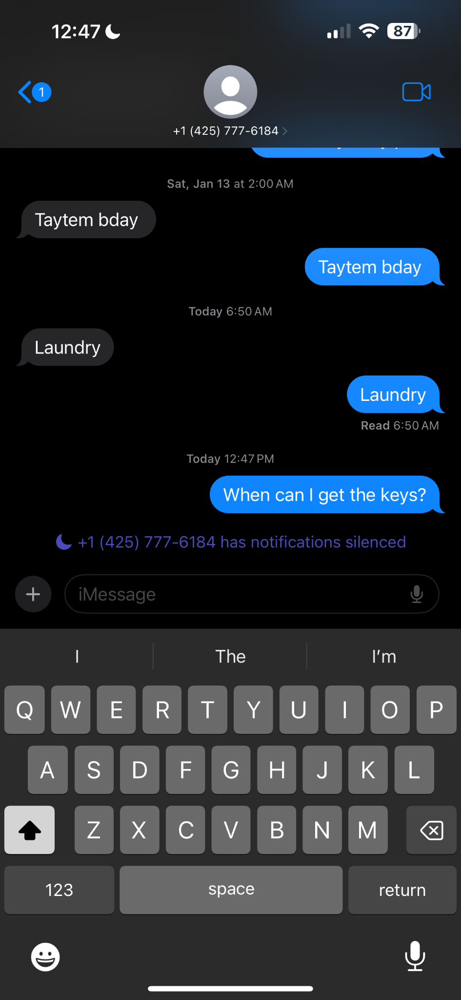 12:47
87
1
+1 (425) 777-6184
Sat, Jan 13 at 2:00 AM
Taytem bday
Taytem bday
Today 6:50 AM
Laundry
Laundry
Read 6:50 AM
Today 12:47 PM
When can I get the keys?
+1 (425) 777-6184 has notifications silenced
iMessage
I The I’m
Q W E R T Y U I O P
A S D F G H J K L
Z X C V B N M
123 space return